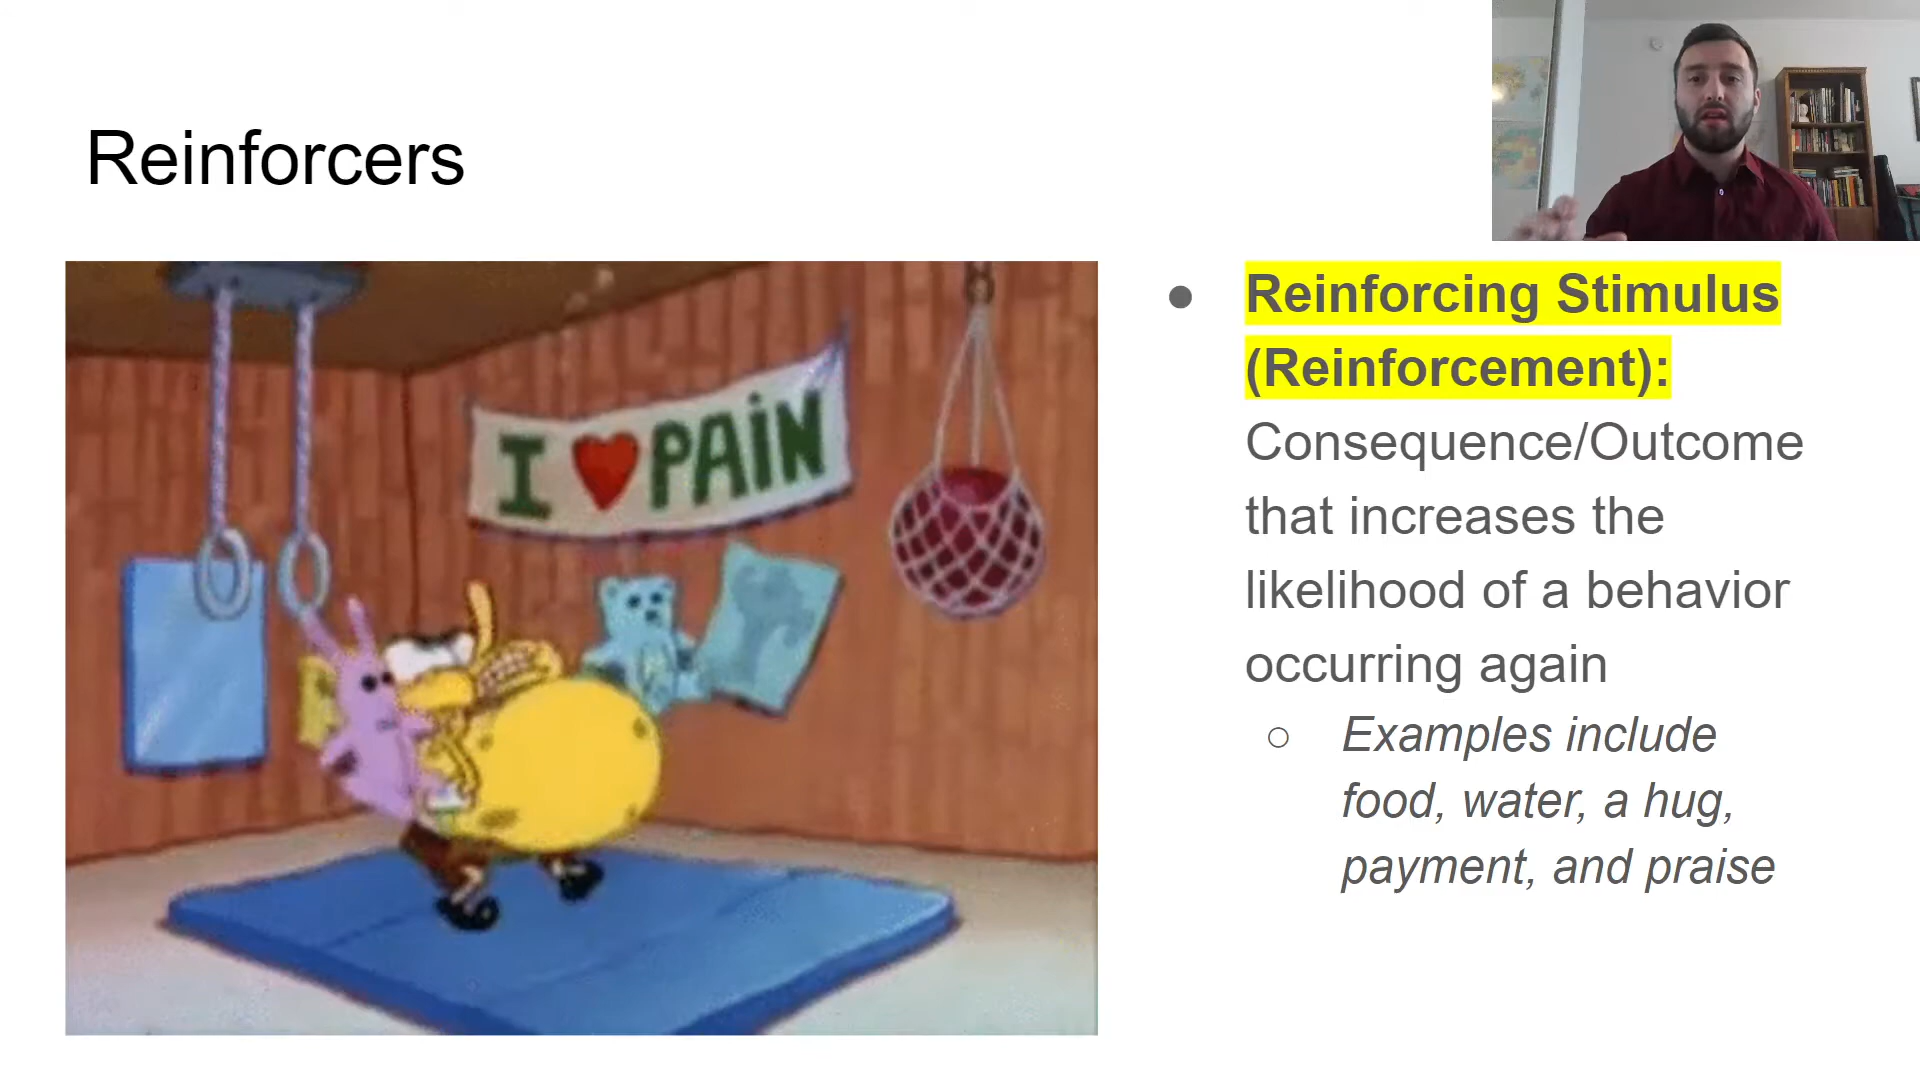 Reinforcers
I ❤ PAiN
● Reinforcing Stimulus
(Reinforcement):
Consequence/Outcome
that increases the
likelihood of a behavior
occurring again
○ Examples include
food, water, a hug,
payment, and praise